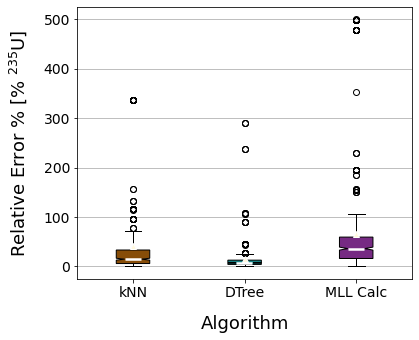 Relative Error % [% ²³⁵U]
500
400
300
200
100
0
kNN DTree MLL Calc
Algorithm